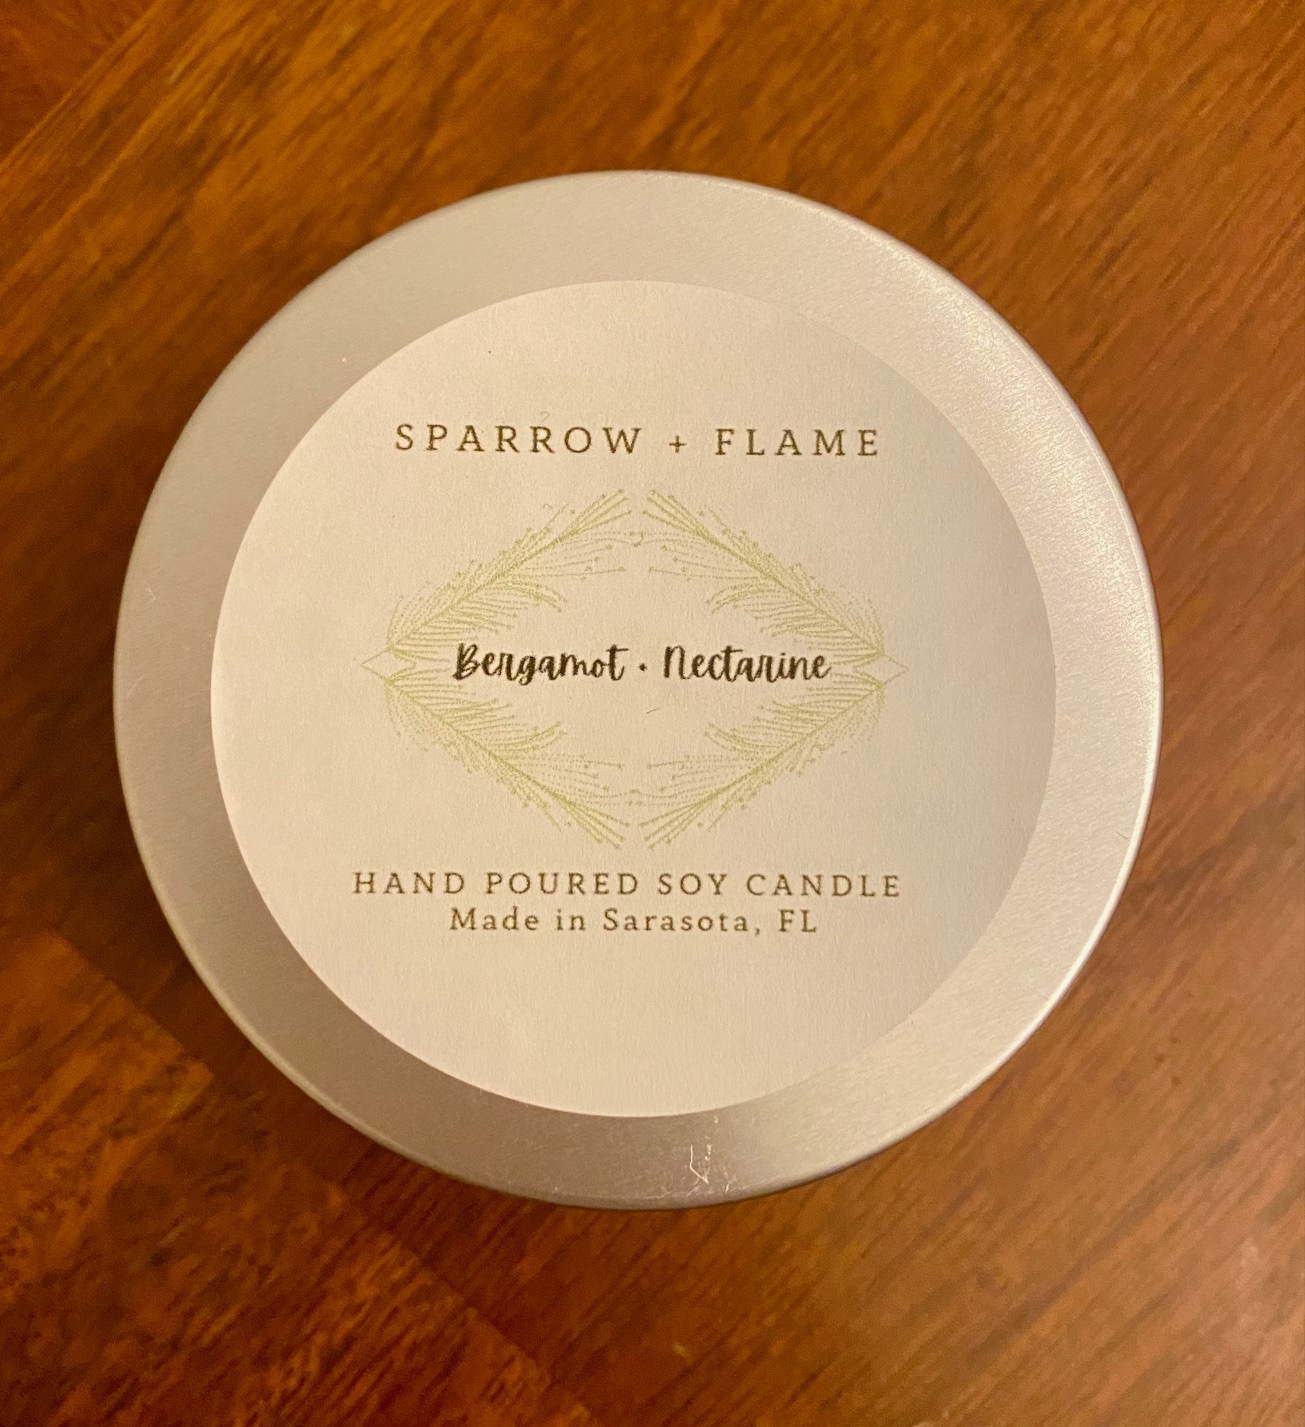 SPARROW + FLAME
Bergamot · Nectarine
HAND POURED SOY CANDLE
Made in Sarasota, FL